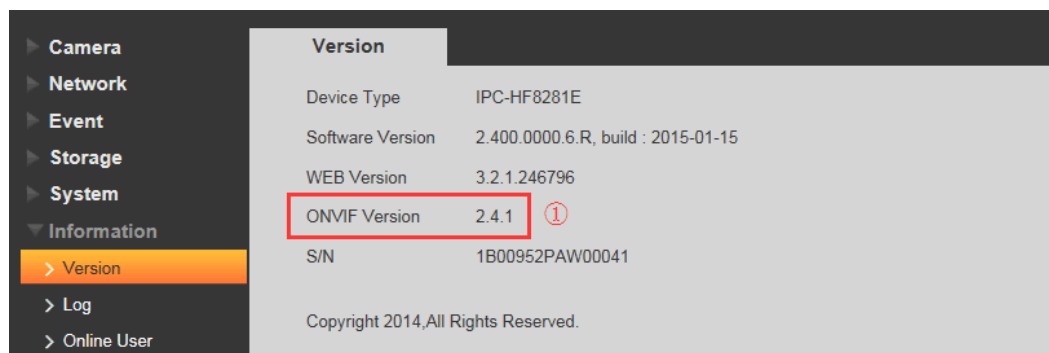 Camera
Network
Event
Storage
System
Information
Version
Log
Online User
Version
Device Type IPC-HF8281E
Software Version 2.400.0000.6.R, build : 2015-01-15
WEB Version 3.2.1.246796
ONVIF Version 2.4.1 ①
S/N 1B00952PAW00041
Copyright 2014,All Rights Reserved.